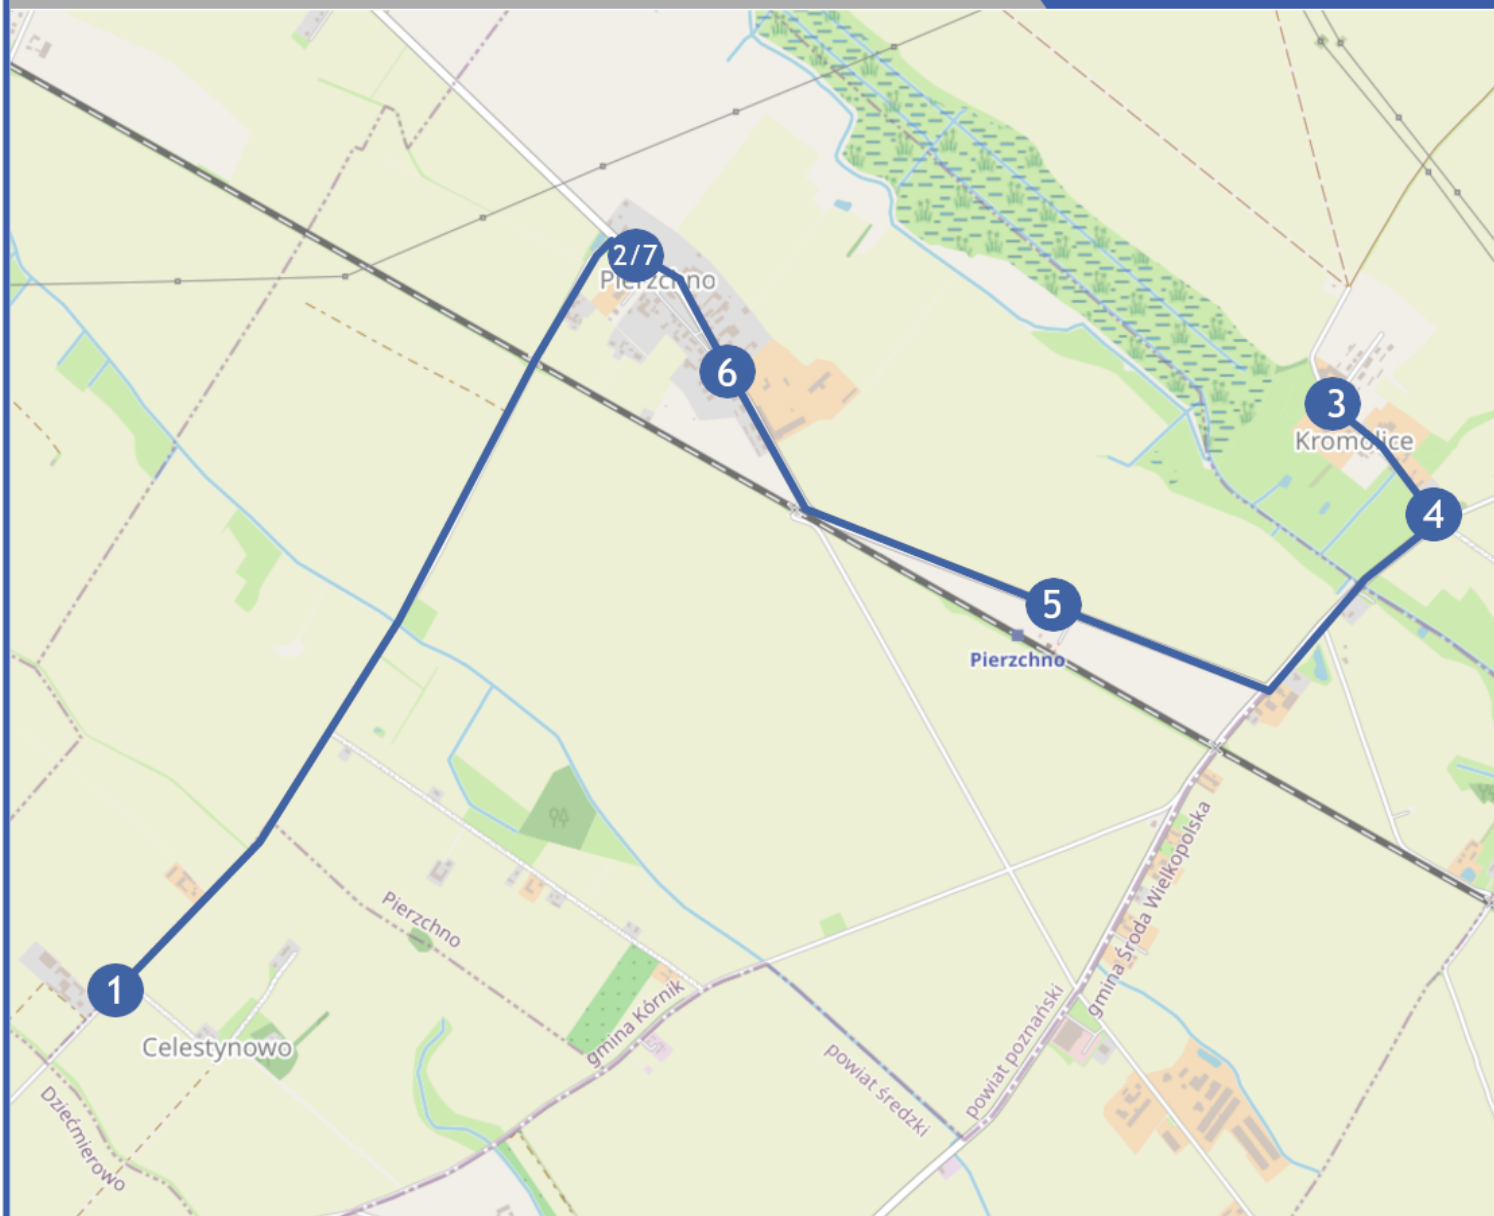 2/7
Pierzchno
6
3
Kromolice
4
5
Pierzchno
gmina Środa Wielkopolska
Pierzchno
1
gmina Kórnik
powiat poznański
Celestynowo
powiat średzki
Dziećmierowo